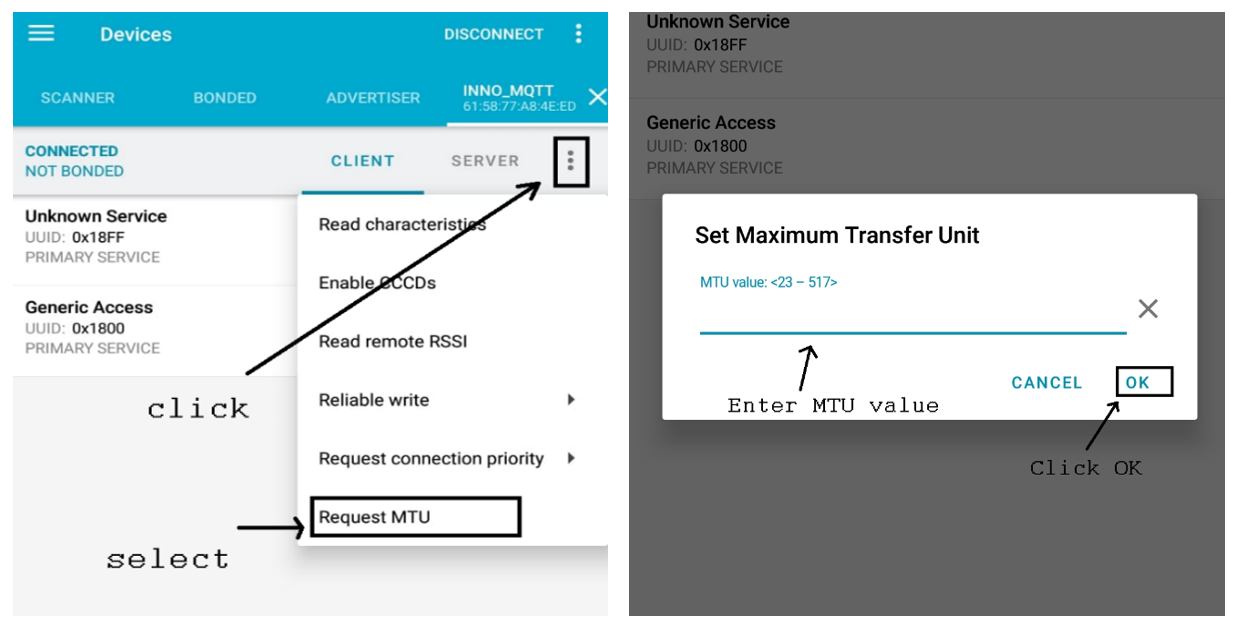 Devices
DISCONNECT
SCANNER
BONDED
ADVERTISER
INNO_MQTT
61:58:77:A8:4E:ED
CONNECTED
NOT BONDED
CLIENT
SERVER
Unknown Service
UUID: 0x18FF
PRIMARY SERVICE
Generic Access
UUID: 0x1800
PRIMARY SERVICE
Read characteristics
Enable CCCDs
Read remote RSSI
Reliable write
Request connection priority
Request MTU
click
select
Unknown Service
UUID: 0x18FF
PRIMARY SERVICE
Generic Access
UUID: 0x1800
PRIMARY SERVICE
Set Maximum Transfer Unit
MTU value: <23 – 517>
CANCEL
OK
Enter MTU value
Click OK